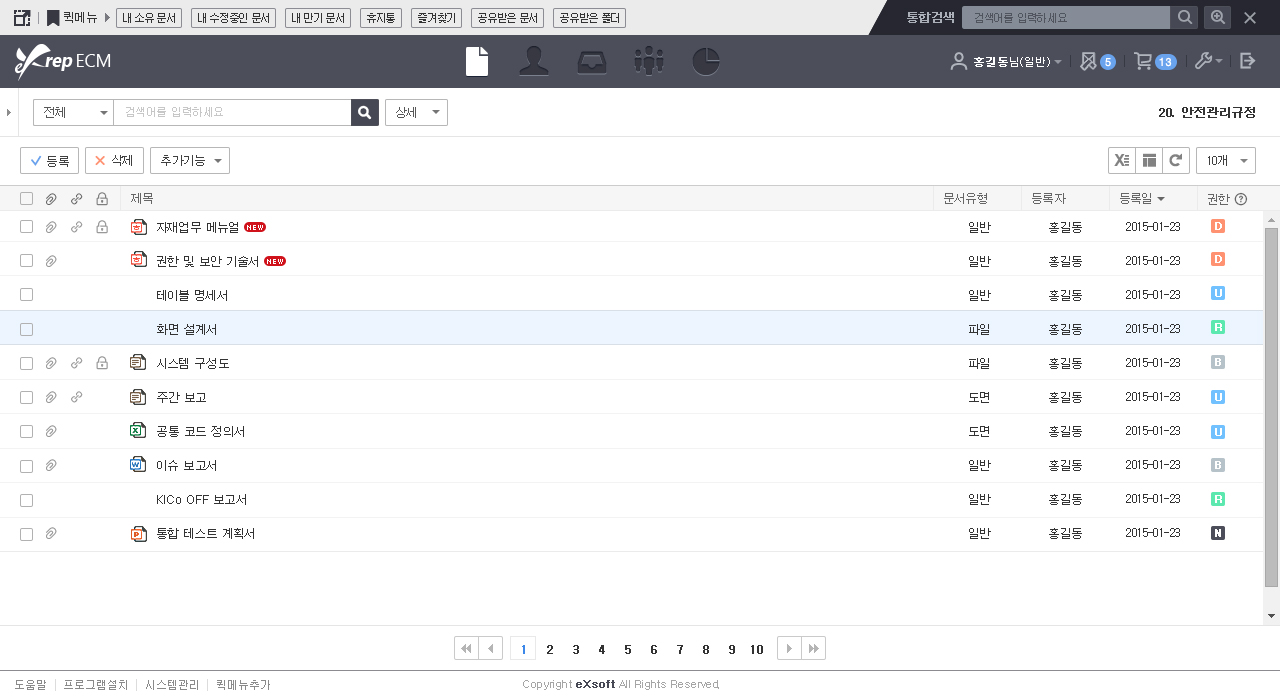 퀵메뉴 내 소유 문서 내 수정중인 문서 내 만기 문서 휴지통 즐겨찾기 공유받은 문서 공유받은 폴더 통합검색 검색어를 입력하세요
eXrep ECM 홍길동님(일반) 5 13
전체 검색어를 입력하세요 상세 20. 안전관리규정
등록 삭제 추가기능 10개
제목 문서유형 등록자 등록일 권한
자재업무 메뉴얼 NEW 일반 홍길동 2015-01-23 D
권한 및 보안 기술서 NEW 일반 홍길동 2015-01-23 D
테이블 명세서 일반 홍길동 2015-01-23 U
화면 설계서 파일 홍길동 2015-01-23 R
시스템 구성도 파일 홍길동 2015-01-23 B
주간 보고 도면 홍길동 2015-01-23 U
공통 코드 정의서 도면 홍길동 2015-01-23 U
이슈 보고서 일반 홍길동 2015-01-23 B
KICo OFF 보고서 일반 홍길동 2015-01-23 R
통합 테스트 계획서 일반 홍길동 2015-01-23 N
1 2 3 4 5 6 7 8 9 10
도움말 프로그램설치 시스템관리 퀵메뉴추가 Copyright eXsoft All Rights Reserved.